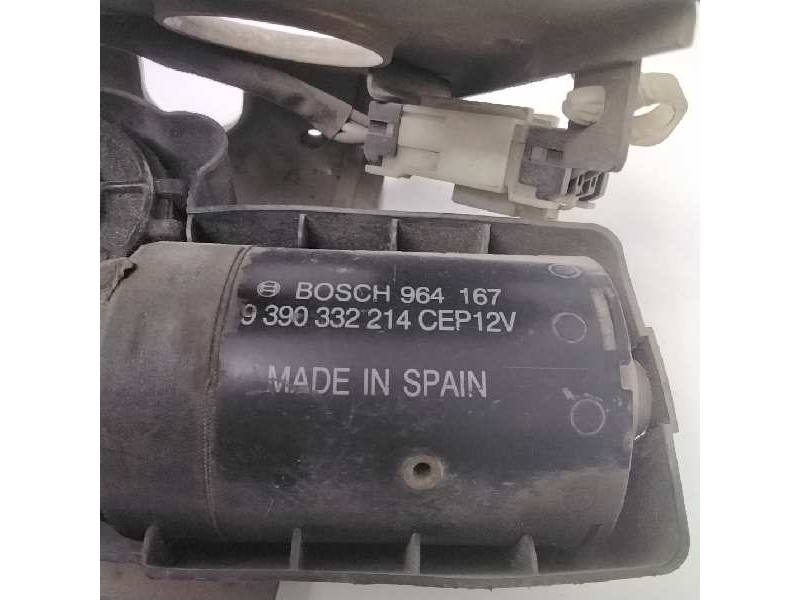 BOSCH 964 167
9 390 332 214 CEP12V
MADE IN SPAIN